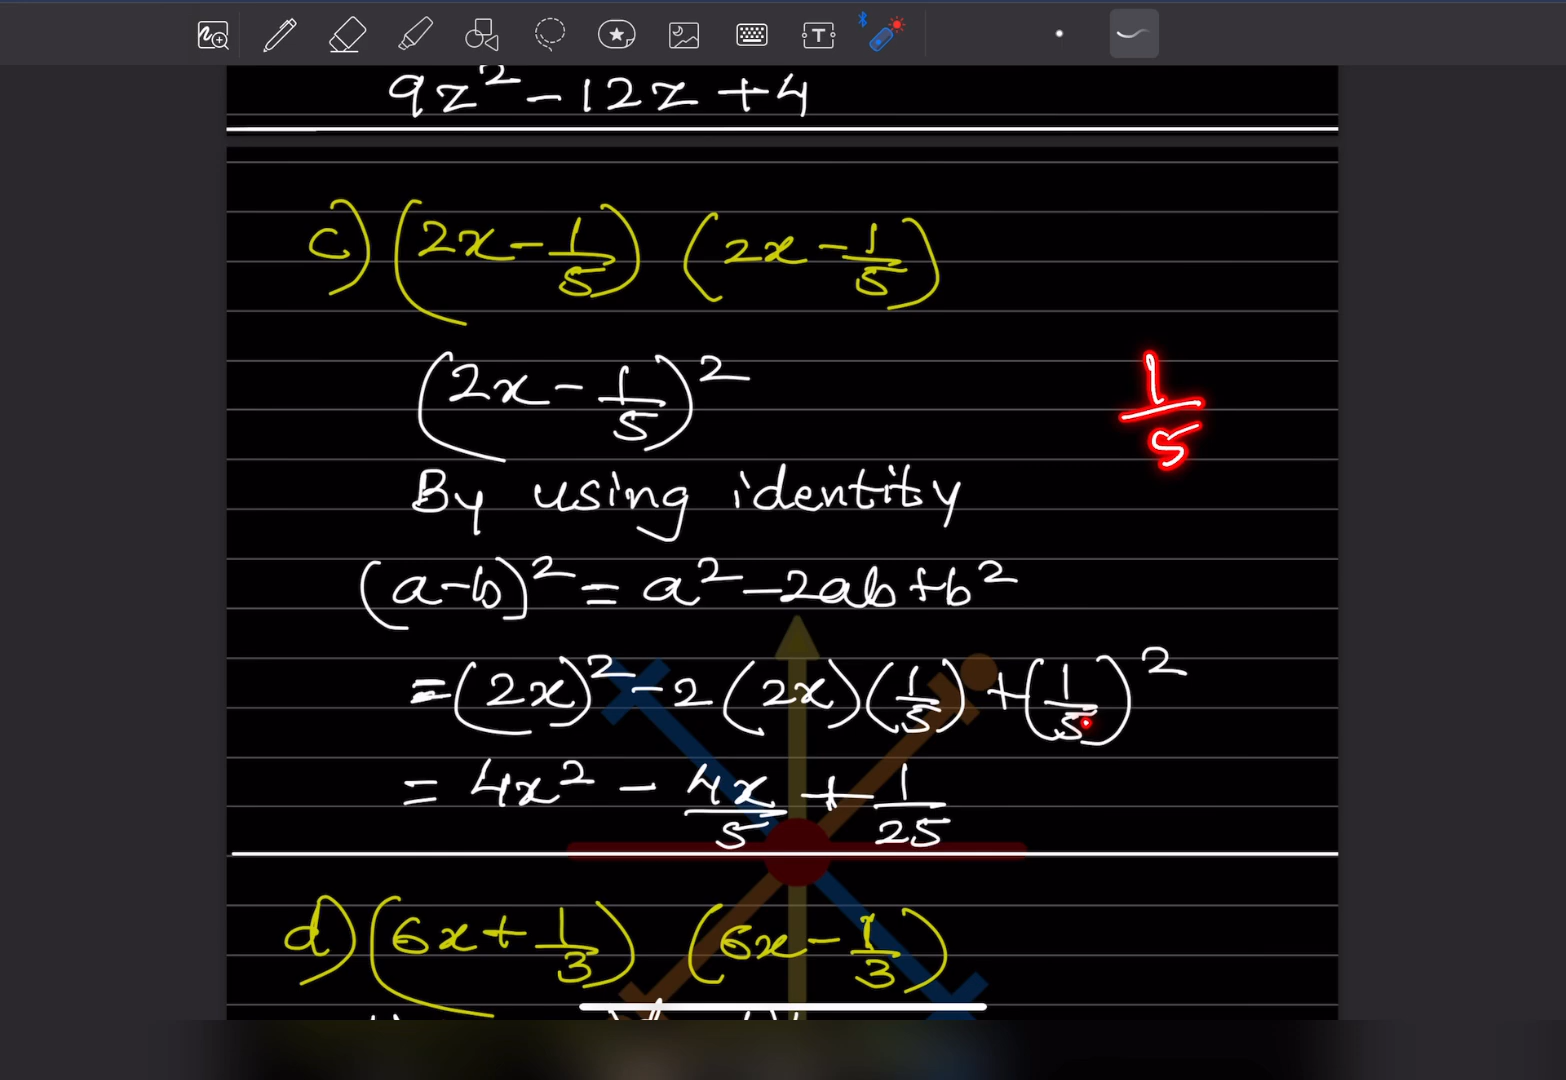 9z² - 12z + 4
c) (2x - 1/5) (2x - 1/5)
(2x - 1/5)²
1/5
By using identity
(a-b)² = a² - 2ab + b²
= (2x)² - 2(2x)(1/5) + (1/5)²
= 4x² - 4x/5 + 1/25
d) (6x + 1/3) (6x - 1/3)